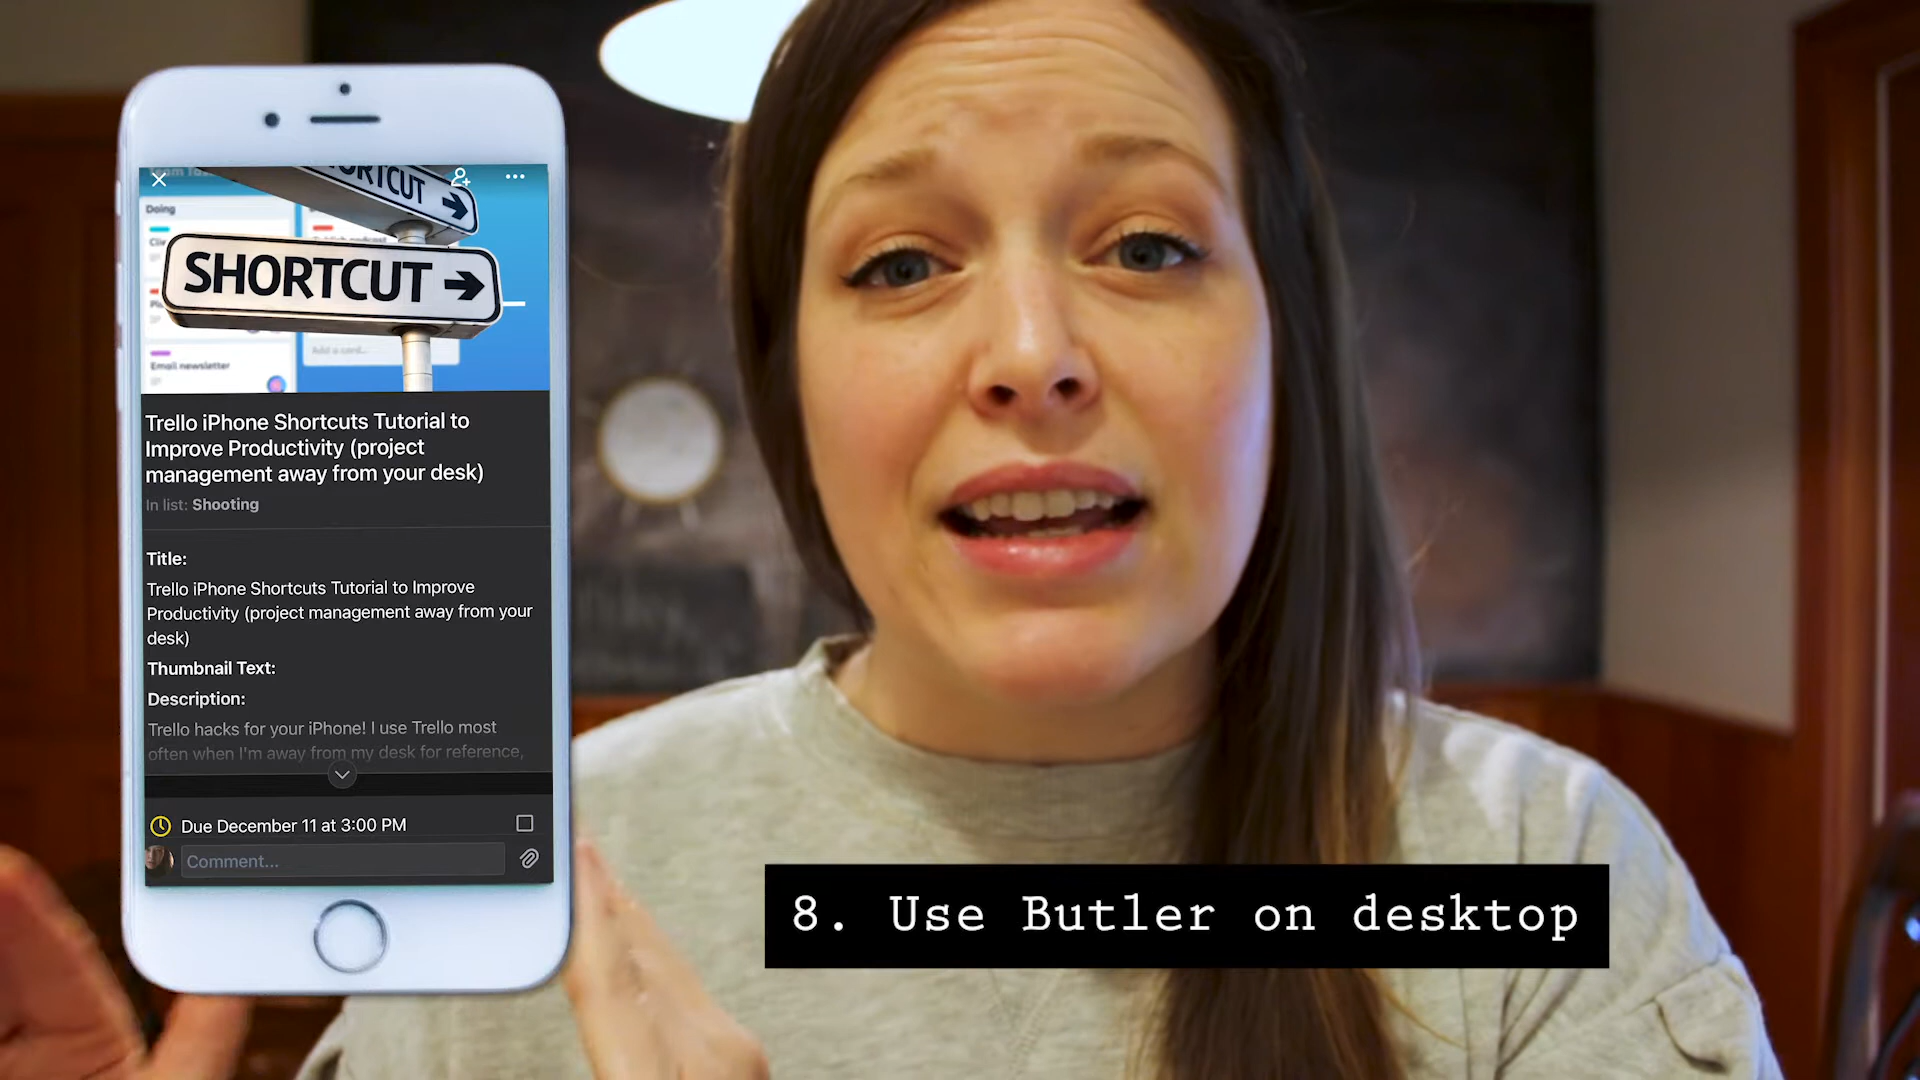 SHORTCUT
Doing
SHORTCUT
Email newsletter
Add a card...
Trello iPhone Shortcuts Tutorial to
Improve Productivity (project
management away from your desk)
In list: Shooting
Title:
Trello iPhone Shortcuts Tutorial to Improve
Productivity (project management away from your
desk)
Thumbnail Text:
Description:
Trello hacks for your iPhone! I use Trello most
often when I'm away from my desk for reference,
Due December 11 at 3:00 PM
Comment...
8. Use Butler on desktop